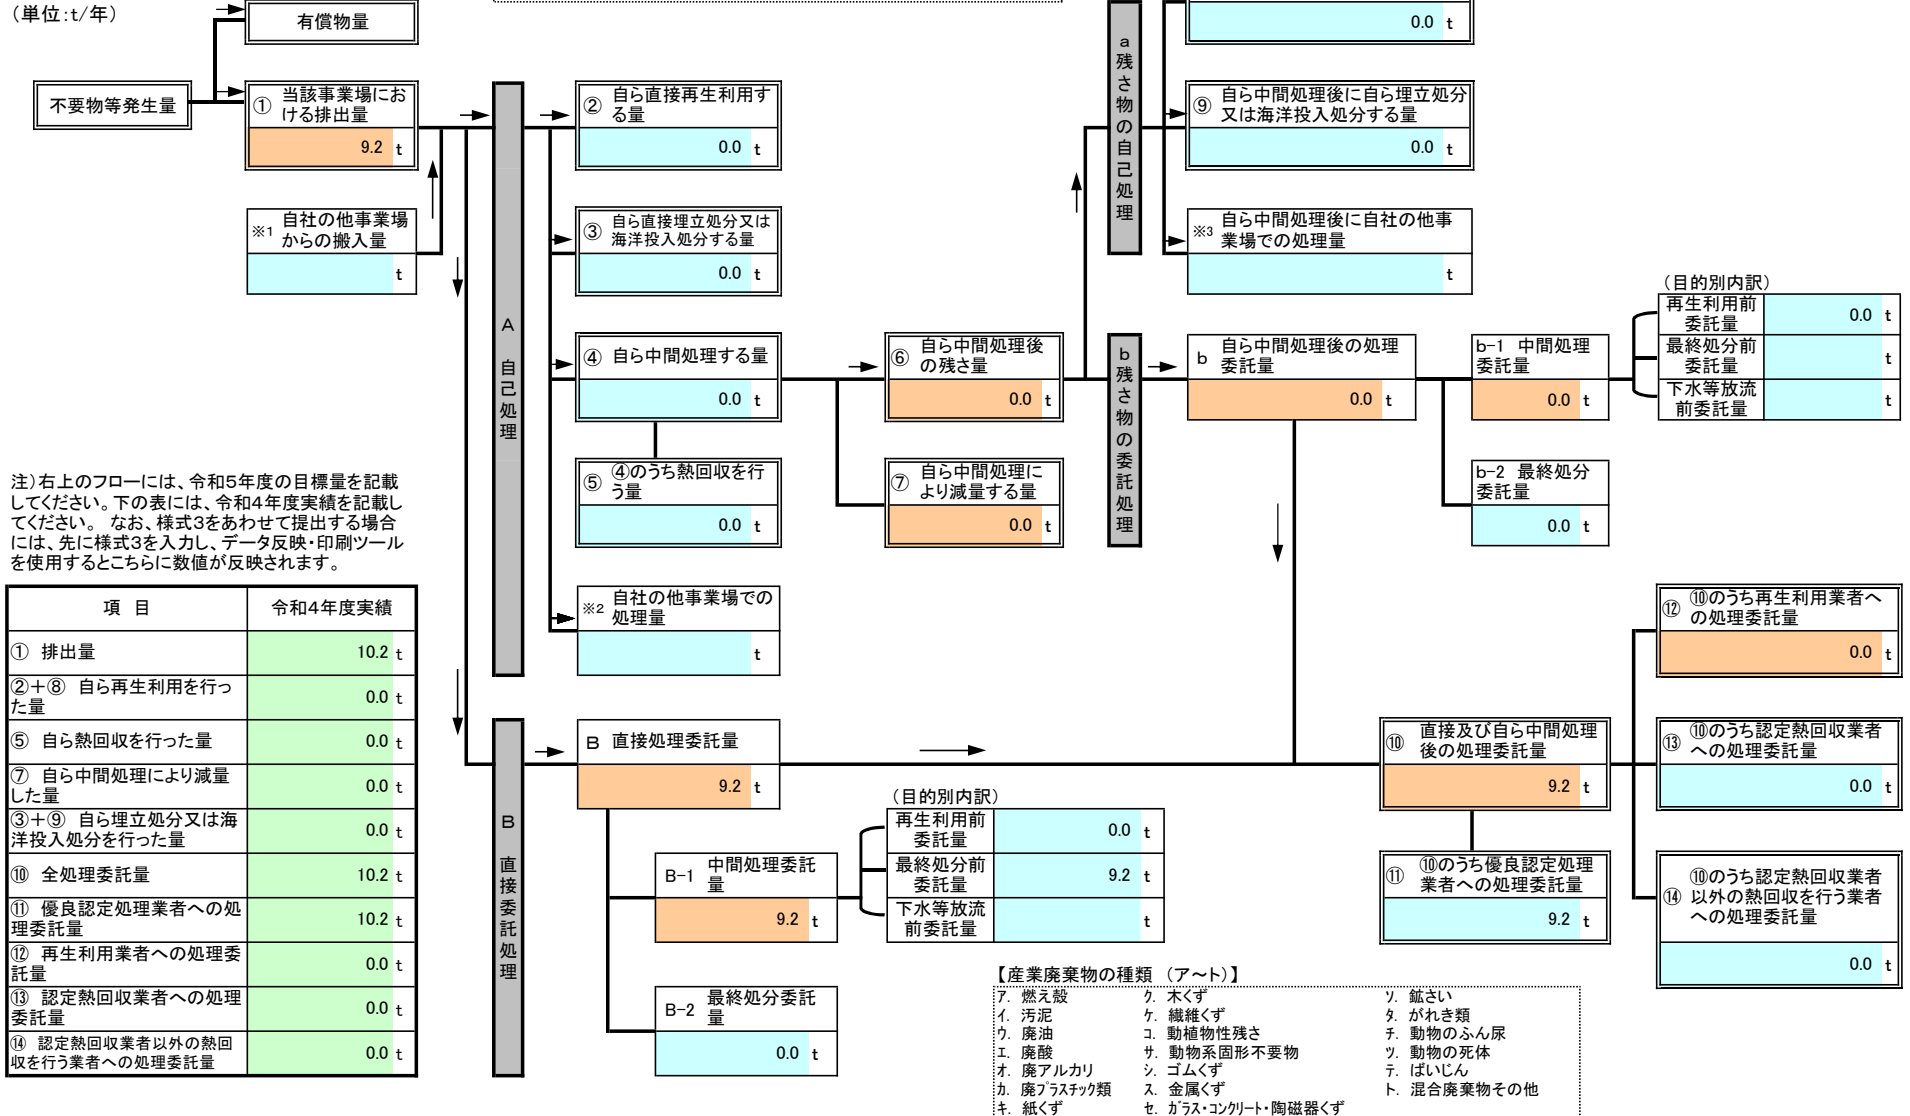 (単位:t/年)
有償物量
不要物等発生量
① 当該事業場にお
ける排出量
9.2 t
※1 自社の他事業場
からの搬入量
t
A 自己処理
② 自ら直接再生利用す
る量
0.0 t
③ 自ら直接埋立処分又は
海洋投入処分する量
0.0 t
④ 自ら中間処理する量
0.0 t
⑤ ④のうち熱回収を行
う量
0.0 t
※2 自社の他事業場での
処理量
t
⑥ 自ら中間処理後
の残さ量
0.0 t
⑦ 自ら中間処理に
より減量する量
0.0 t
a 残さ物の自己処理
0.0 t
⑨ 自ら中間処理後に自ら埋立処分
又は海洋投入処分する量
0.0 t
※3 自ら中間処理後に自社の他事
業場での処理量
t
b 残さ物の委託処理
b 自ら中間処理後の処理
委託量
0.0 t
b-1 中間処理
委託量
0.0 t
b-2 最終処分
委託量
0.0 t
(目的別内訳)
再生利用前
委託量
0.0 t
最終処分前
委託量
t
下水等放流
前委託量
t
注)右上のフローには、令和5年度の目標量を記載
してください。下の表には、令和4年度実績を記載し
てください。 なお、様式3をあわせて提出する場合
には、先に様式3を入力し、データ反映・印刷ツール
を使用するとこちらに数値が反映されます。
項 目 令和4年度実績
① 排出量 10.2 t
②+⑧ 自ら再生利用を行っ
た量
0.0 t
⑤ 自ら熱回収を行った量 0.0 t
⑦ 自ら中間処理により減量
した量
0.0 t
③+⑨ 自ら埋立処分又は海
洋投入処分を行った量
0.0 t
⑩ 全処理委託量 10.2 t
⑪ 優良認定処理業者への処
理委託量
10.2 t
⑫ 再生利用業者への処理委
託量
0.0 t
⑬ 認定熱回収業者への処理
委託量
0.0 t
⑭ 認定熱回収業者以外の熱回
収を行う業者への処理委託量
0.0 t
B 直接委託処理
B 直接処理委託量
9.2 t
B-1 中間処理委託
量
9.2 t
B-2 最終処分委託
量
0.0 t
(目的別内訳)
再生利用前
委託量
0.0 t
最終処分前
委託量
9.2 t
下水等放流
前委託量
t
⑩ 直接及び自ら中間処理
後の処理委託量
9.2 t
⑪ ⑩のうち優良認定処理
業者への処理委託量
9.2 t
⑫ ⑩のうち再生利用業者へ
の処理委託量
0.0 t
⑬ ⑩のうち認定熱回収業者
への処理委託量
0.0 t
⑭ ⑩のうち認定熱回収業者
以外の熱回収を行う業者
への処理委託量
0.0 t
【産業廃棄物の種類 (ア~ト)】
ア. 燃え殻 ク. 木くず ソ. 鉱さい
イ. 汚泥 ケ. 繊維くず タ. がれき類
ウ. 廃油 コ. 動植物性残さ チ. 動物のふん尿
エ. 廃酸 サ. 動物系固形不要物 ツ. 動物の死体
オ. 廃アルカリ シ. ゴムくず テ. ばいじん
カ. 廃プラスチック類 ス. 金属くず ト. 混合廃棄物その他
キ. 紙くず セ. ガラス・コンクリート・陶磁器くず